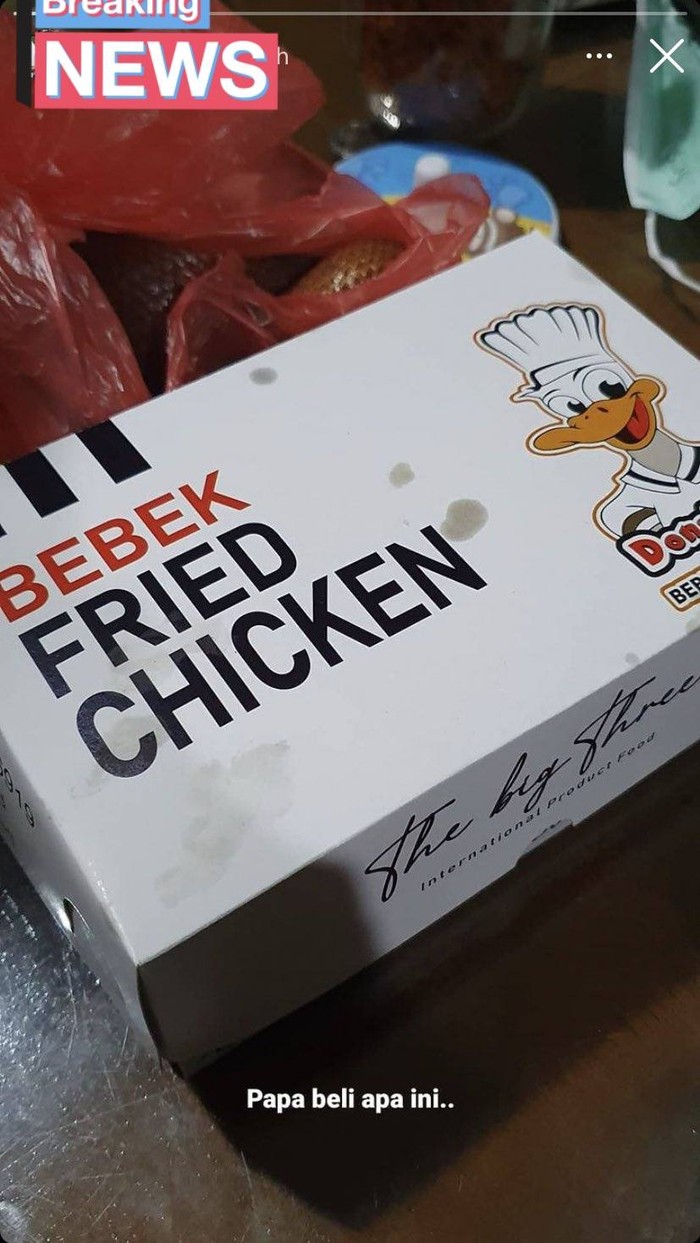 Breaking
NEWS
h
BEBEK
FRIED
CHICKEN
The big Three
International Product Food
Papa beli apa ini..